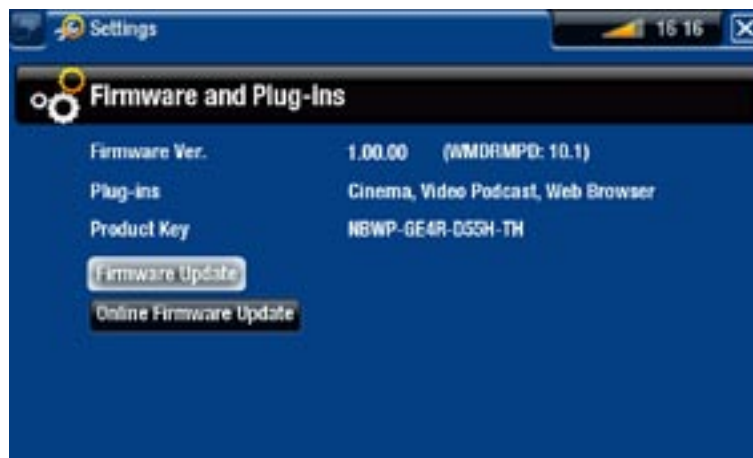 Settings 16 16
Firmware and Plug-Ins
Firmware Ver. 1.00.00 (WMDRMPD: 10.1)
Plug-ins Cinema, Video Podcast, Web Browser
Product Key NBWP-GE4R-D55H-TH
Firmware Update
Online Firmware Update